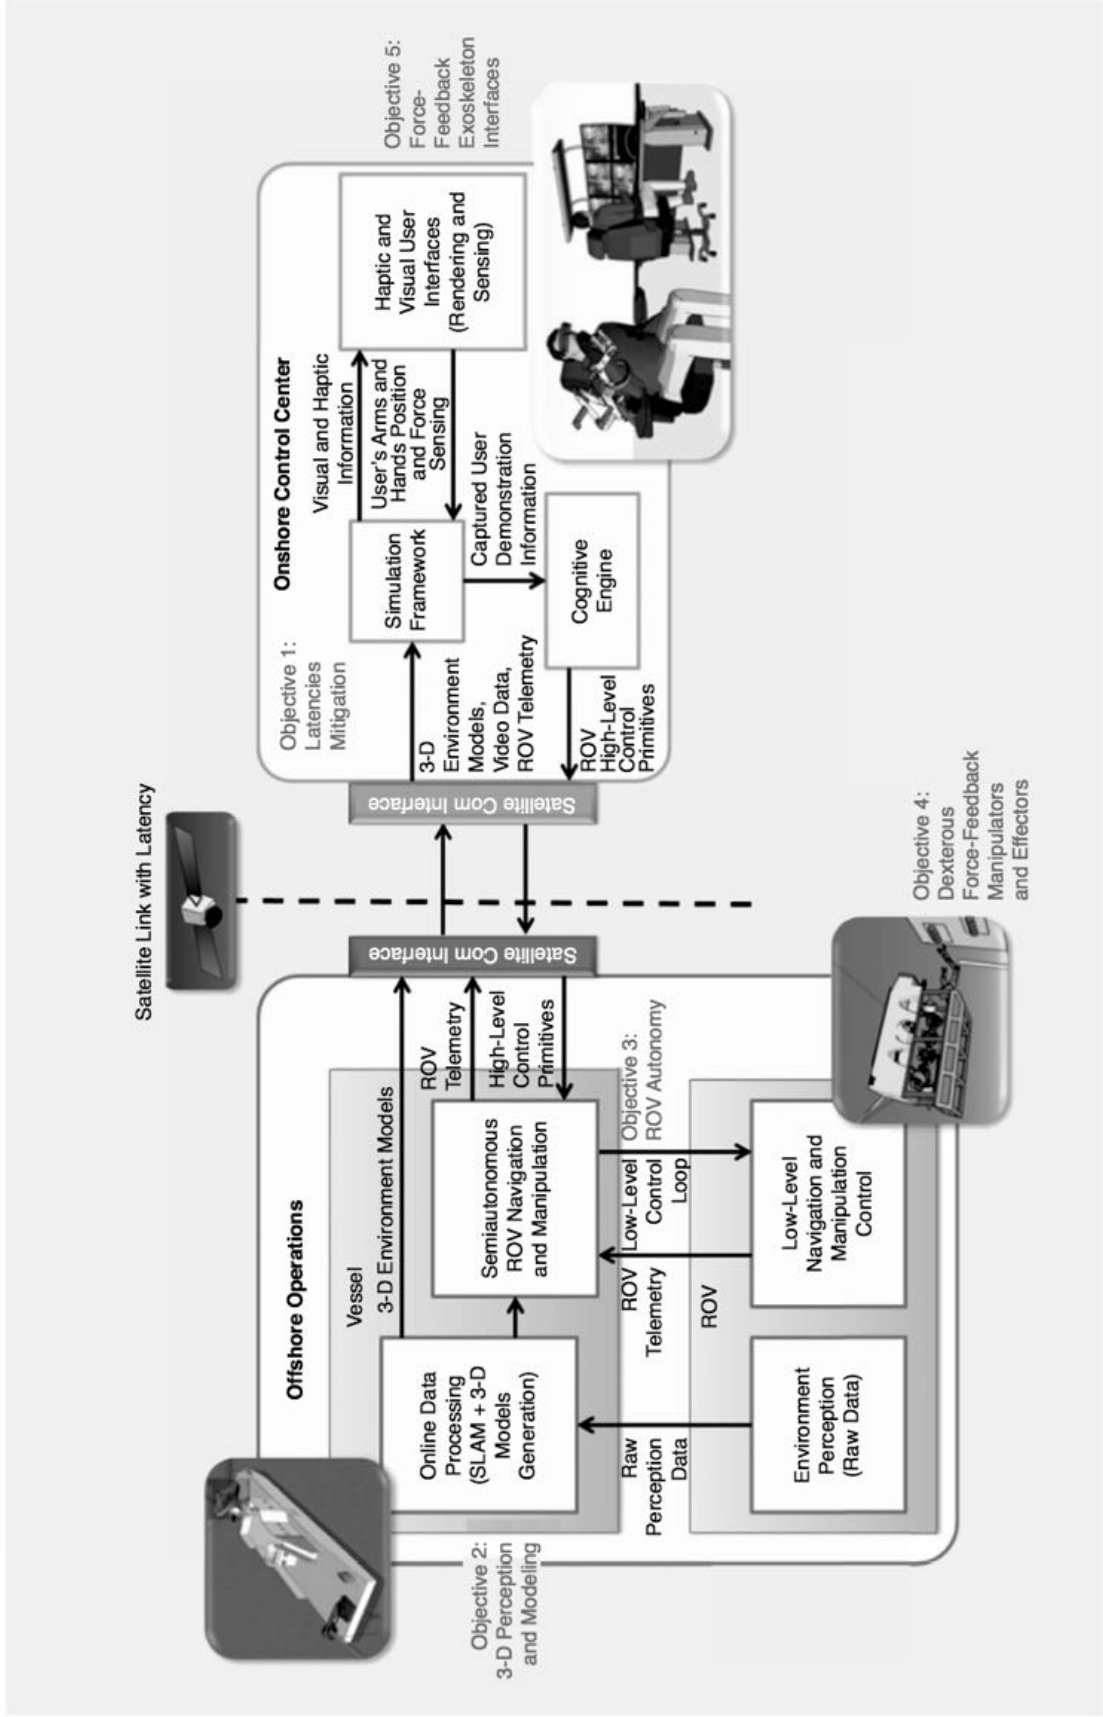 Satellite Link with Latency
Offshore Operations
Vessel
3-D Environment Models
Objective 2:
3-D Perception
and Modeling
Online Data
Processing
(SLAM + 3-D
Models
Generation)
Semiautonomous
ROV Navigation
and Manipulation
ROV
Telemetry
High-Level
Control
Primitives
Objective 3:
ROV Autonomy
Raw
Perception
Data
ROV
Telemetry
Low-Level
Control
Loop
ROV
Environment
Perception
(Raw Data)
Low-Level
Navigation and
Manipulation
Control
Objective 4:
Dexterous
Force-Feedback
Manipulators
and Effectors
Satellite Com Interface
Satellite Com Interface
Onshore Control Center
Objective 1:
Latencies
Mitigation
3-D
Environment
Models,
Video Data,
ROV Telemetry
Simulation
Framework
Visual and Haptic
Information
User's Arms and
Hands Position
and Force
Sensing
Haptic and
Visual User
Interfaces
(Rendering and
Sensing)
Captured User
Demonstration
Information
Cognitive
Engine
ROV
High-Level
Control
Primitives
Objective 5:
Force-
Feedback
Exoskeleton
Interfaces